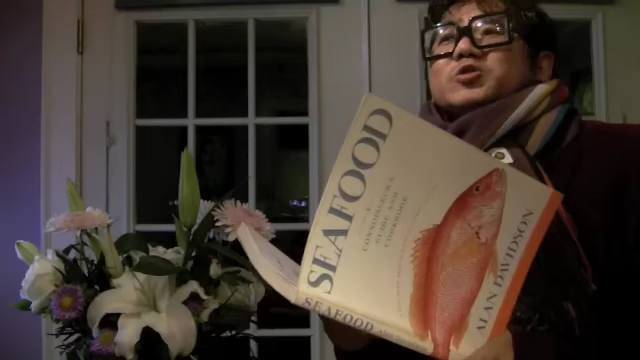 SEAFOOD
A
CONNOISSEUR'S
GUIDE AND
COOKBOOK
ALAN DAVIDSON
SEAFOOD